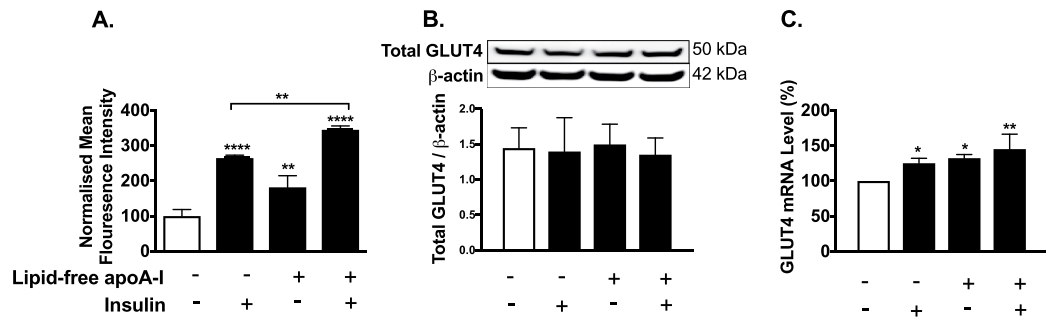 A.
Normalised Mean
Flouresence Intensity
400
300
200
100
0
****
**
****
**
Lipid-free apoA-I - - + +
Insulin - + - +
B.
Total GLUT4 50 kDa
β-actin 42 kDa
Total GLUT4 / β-actin
2.0
1.5
1.0
0.5
0.0
- - + +
- + - +
C.
GLUT4 mRNA Level (%)
200
150
100
50
0
*
*
**
- - + +
- + - +